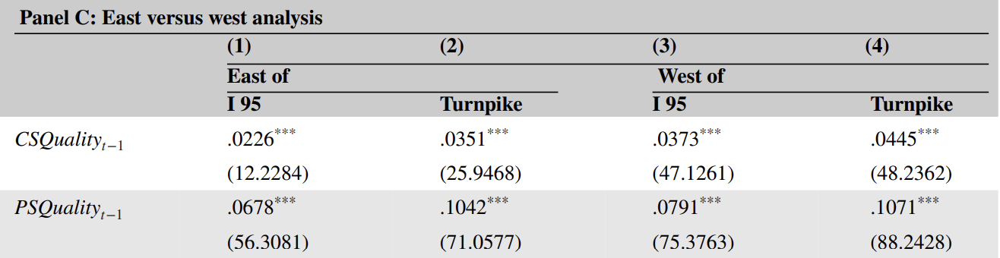 Panel C: East versus west analysis
(1) (2) (3) (4)
East of West of
I 95 Turnpike I 95 Turnpike
CSQualityt−1 .0226*** .0351*** .0373*** .0445***
(12.2284) (25.9468) (47.1261) (48.2362)
PSQualityt−1 .0678*** .1042*** .0791*** .1071***
(56.3081) (71.0577) (75.3763) (88.2428)